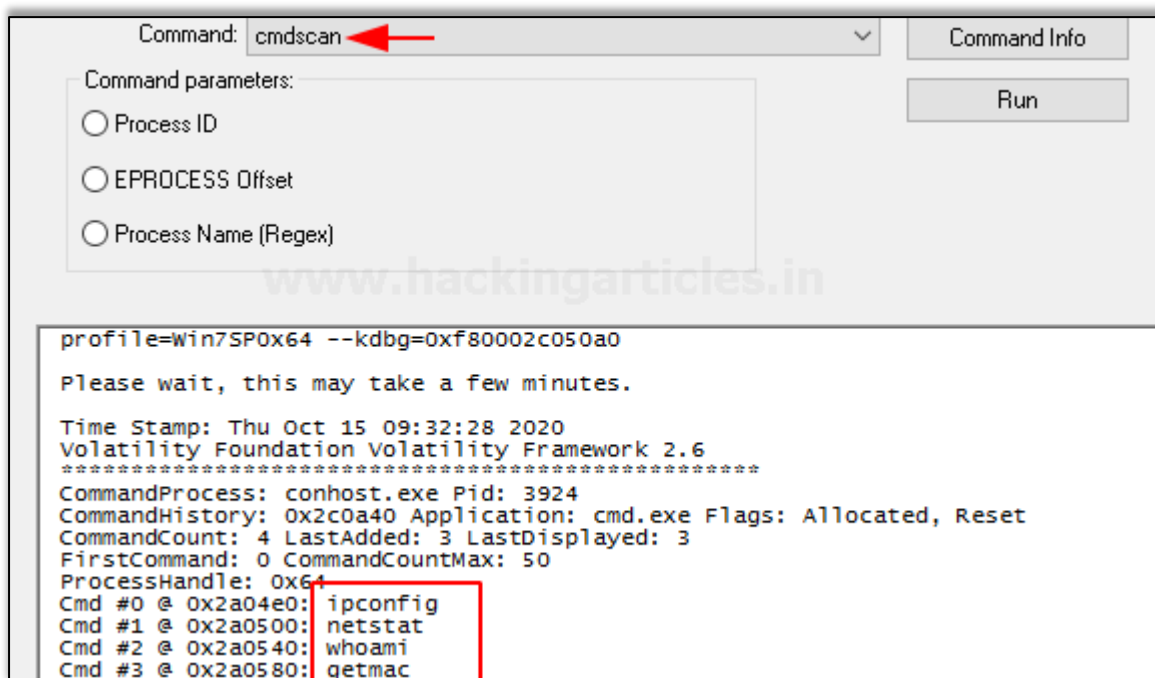 Command: cmdscan
Command Info
Command parameters:
Run
Process ID
EPROCESS Offset
Process Name (Regex)
www.hackingarticles.in
profile=Win7SP0x64 --kdbg=0xf80002c050a0
Please wait, this may take a few minutes.
Time Stamp: Thu Oct 15 09:32:28 2020
Volatility Foundation Volatility Framework 2.6
**************************************************
CommandProcess: conhost.exe Pid: 3924
CommandHistory: 0x2c0a40 Application: cmd.exe Flags: Allocated, Reset
CommandCount: 4 LastAdded: 3 LastDisplayed: 3
FirstCommand: 0 CommandCountMax: 50
ProcessHandle: 0x64
Cmd #0 @ 0x2a04e0: ipconfig
Cmd #1 @ 0x2a0500: netstat
Cmd #2 @ 0x2a0540: whoami
Cmd #3 @ 0x2a0580: getmac